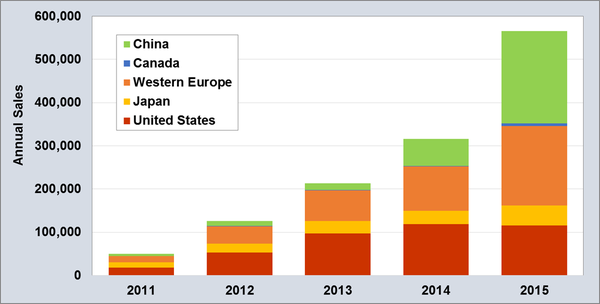 600,000
500,000
400,000
300,000
200,000
100,000
0
Annual Sales
China
Canada
Western Europe
Japan
United States
2011 2012 2013 2014 2015